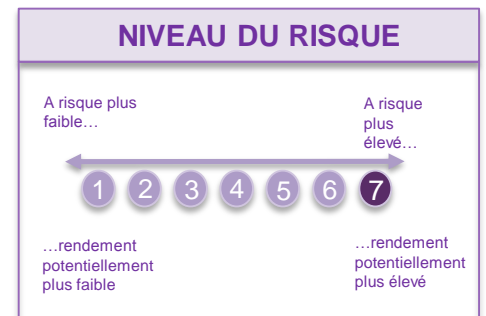 NIVEAU DU RISQUE
A risque plus
faible…
A risque
plus
élevé…
1 2 3 4 5 6 7
…rendement
potentiellement
plus faible
…rendement
potentiellement
plus élevé